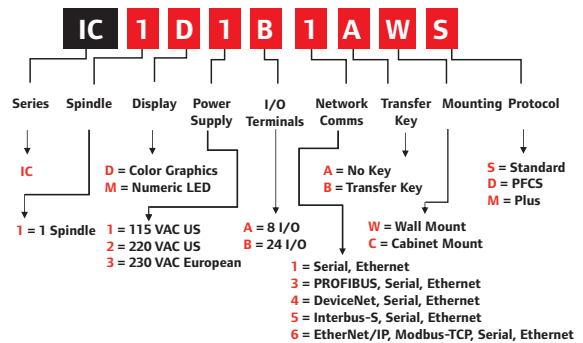 IC 1 D 1 B 1 A W S
Series Spindle Display Power Supply I/O Terminals Network Comms Transfer Key Mounting Protocol
IC
D = Color Graphics
M = Numeric LED
A = No Key
B = Transfer Key
S = Standard
D = PFCS
M = Plus
1 = 1 Spindle
1 = 115 VAC US
2 = 220 VAC US
3 = 230 VAC European
A = 8 I/O
B = 24 I/O
W = Wall Mount
C = Cabinet Mount
1 = Serial, Ethernet
3 = PROFIBUS, Serial, Ethernet
4 = DeviceNet, Serial, Ethernet
5 = Interbus-S, Serial, Ethernet
6 = EtherNet/IP, Modbus-TCP, Serial, Ethernet